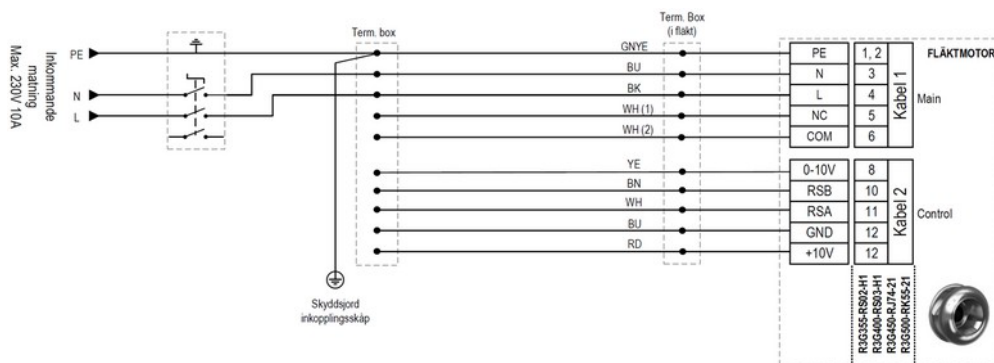 Inkommande
matning
Max. 230V 10A
PE
N
L
Term. box
Term. Box
(i fläkt)
GNYE
BU
BK
WH (1)
WH (2)
YE
BN
WH
BU
RD
Skyddsjord
inkopplingsskåp
PE 1, 2
N 3
L 4
NC 5
COM 6
Kabel 1
Main
0-10V 8
RSB 10
RSA 11
GND 12
+10V 12
Kabel 2
Control
FLÄKTMOTOR
R3G355-RS02-H1
R3G400-RS03-H1
R3G450-RJ74-21
R3G500-RK55-21